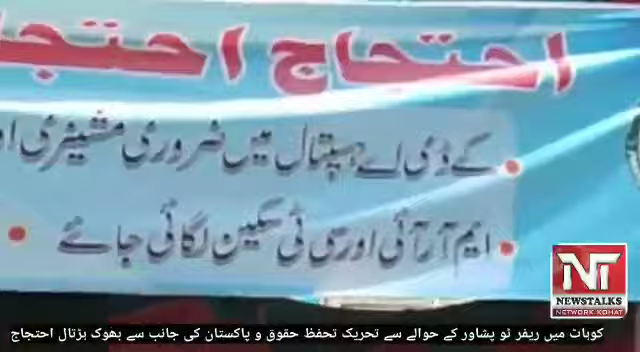 احتجاج احتجا
کے ڈی اے ہسپتال میں ضروری مشینری او
ایم آر آئی اور سی ٹی سکین لگائی جائے
NT
NEWSTALKS
NETWORK KOHAT
کوہاٹ میں ریفر ٹو پشاور کے حوالے سے تحریک تحفظ حقوق و پاکستان کی جانب سے بھوک ہڑتال احتجاج